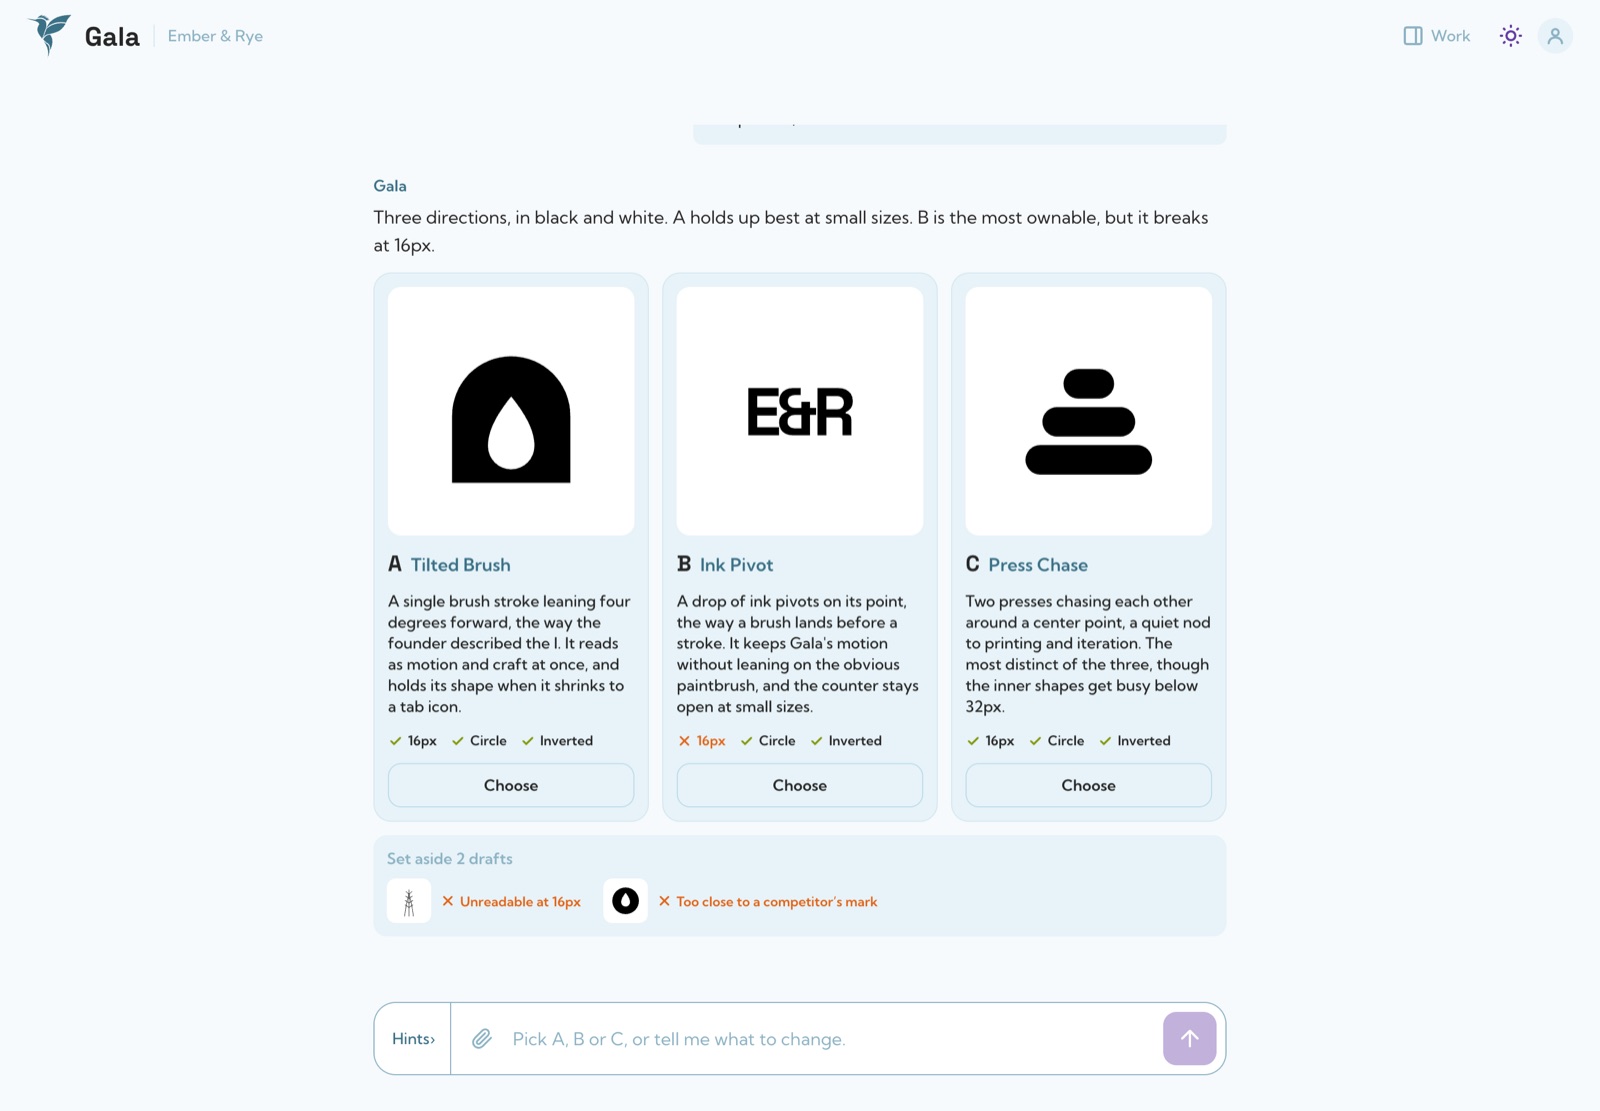 Gala
Ember & Rye
Work
Gala
Three directions, in black and white. A holds up best at small sizes. B is the most ownable, but it breaks
at 16px.
E&R
A Tilted Brush
A single brush stroke leaning four
degrees forward, the way the
founder described the I. It reads
as motion and craft at once, and
holds its shape when it shrinks to
a tab icon.
16px Circle Inverted
Choose
B Ink Pivot
A drop of ink pivots on its point,
the way a brush lands before a
stroke. It keeps Gala's motion
without leaning on the obvious
paintbrush, and the counter stays
open at small sizes.
16px Circle Inverted
Choose
C Press Chase
Two presses chasing each other
around a center point, a quiet nod
to printing and iteration. The
most distinct of the three, though
the inner shapes get busy below
32px.
16px Circle Inverted
Choose
Set aside 2 drafts
Unreadable at 16px
Too close to a competitor's mark
Hints›
Pick A, B or C, or tell me what to change.